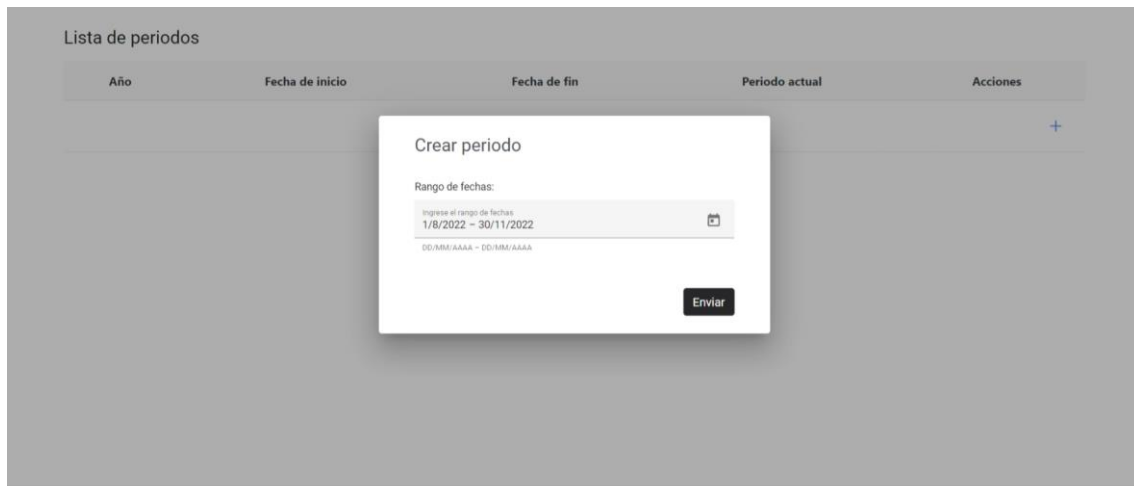 Lista de periodos
Año Fecha de inicio Fecha de fin Periodo actual Acciones
+
Crear periodo
Rango de fechas:
Ingrese el rango de fechas
1/8/2022 – 30/11/2022
DD/MM/AAAA – DD/MM/AAAA
Enviar